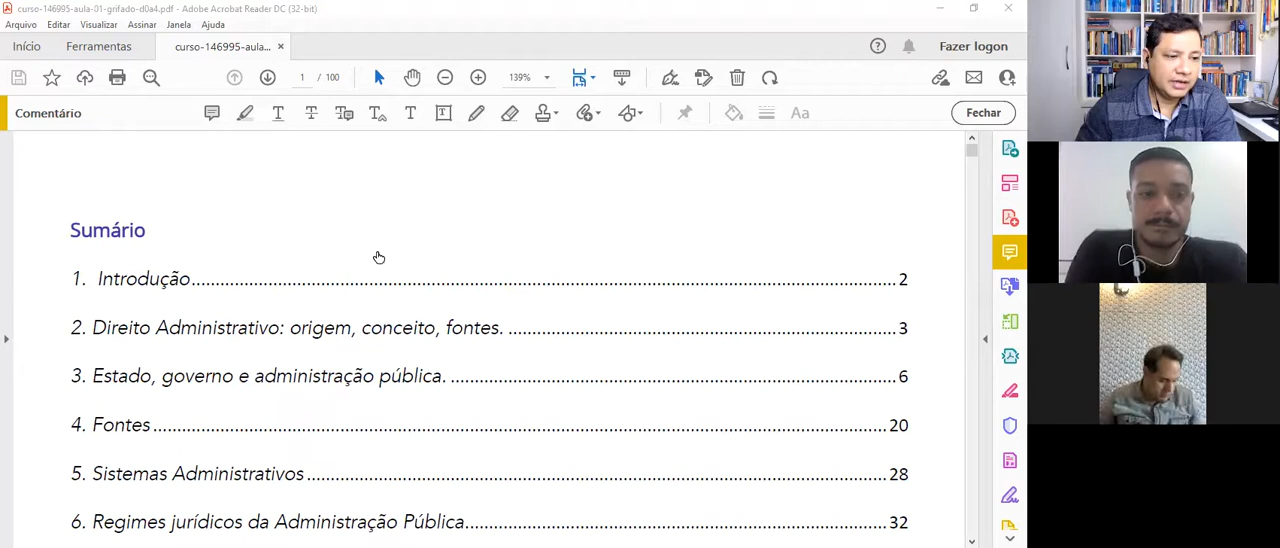 curso-146995-aula-01-grifado-d0a4.pdf - Adobe Acrobat Reader DC (32-bit)
Arquivo Editar Visualizar Assinar Janela Ajuda
Início Ferramentas curso-146995-aula... × Fazer logon
1 / 100 139%
Comentário Aa Fechar
Sumário
1. Introdução 2
2. Direito Administrativo: origem, conceito, fontes. 3
3. Estado, governo e administração pública. 6
4. Fontes 20
5. Sistemas Administrativos 28
6. Regimes jurídicos da Administração Pública 32